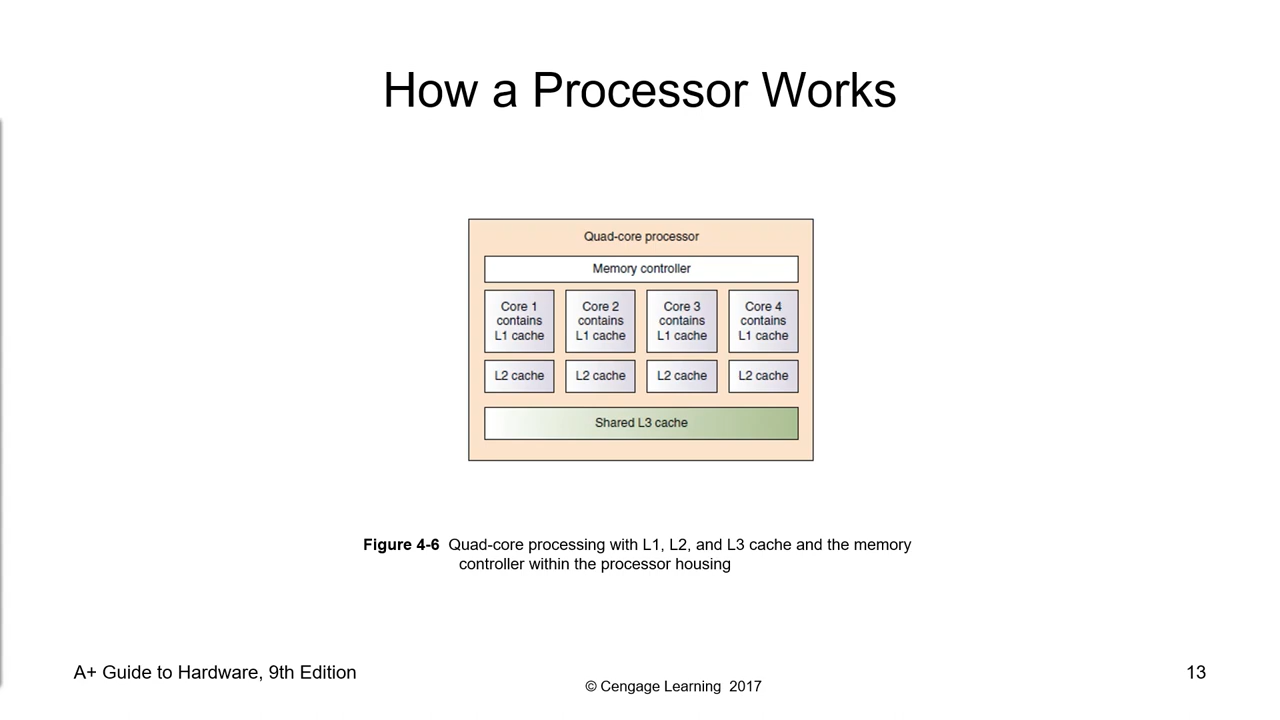 How a Processor Works
Quad-core processor
Memory controller
Core 1
contains
L1 cache
Core 2
contains
L1 cache
Core 3
contains
L1 cache
Core 4
contains
L1 cache
L2 cache
L2 cache
L2 cache
L2 cache
Shared L3 cache
Figure 4-6 Quad-core processing with L1, L2, and L3 cache and the memory
controller within the processor housing
A+ Guide to Hardware, 9th Edition
© Cengage Learning 2017
13